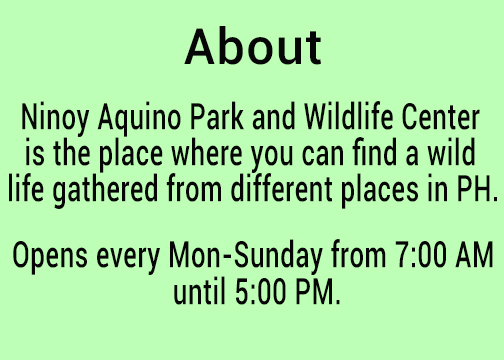 About
Ninoy Aquino Park and Wildlife Center
is the place where you can find a wild
life gathered from different places in PH.
Opens every Mon-Sunday from 7:00 AM
until 5:00 PM.